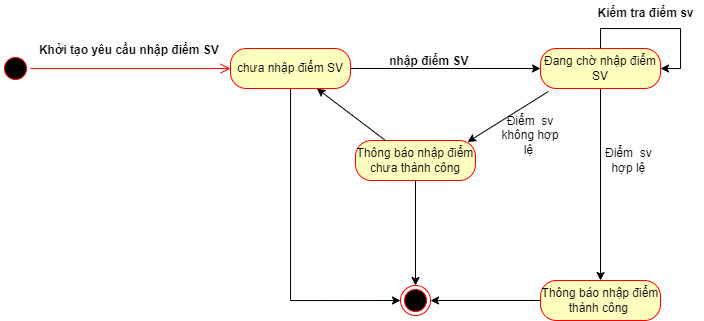 Kiểm tra điểm sv
Khởi tạo yêu cầu nhập điểm SV
chưa nhập điểm SV
nhập điểm SV
Đang chờ nhập điểm
SV
Điểm sv
không hợp
lệ
Thông báo nhập điểm
chưa thành công
Điểm sv
hợp lệ
Thông báo nhập điểm
thành công